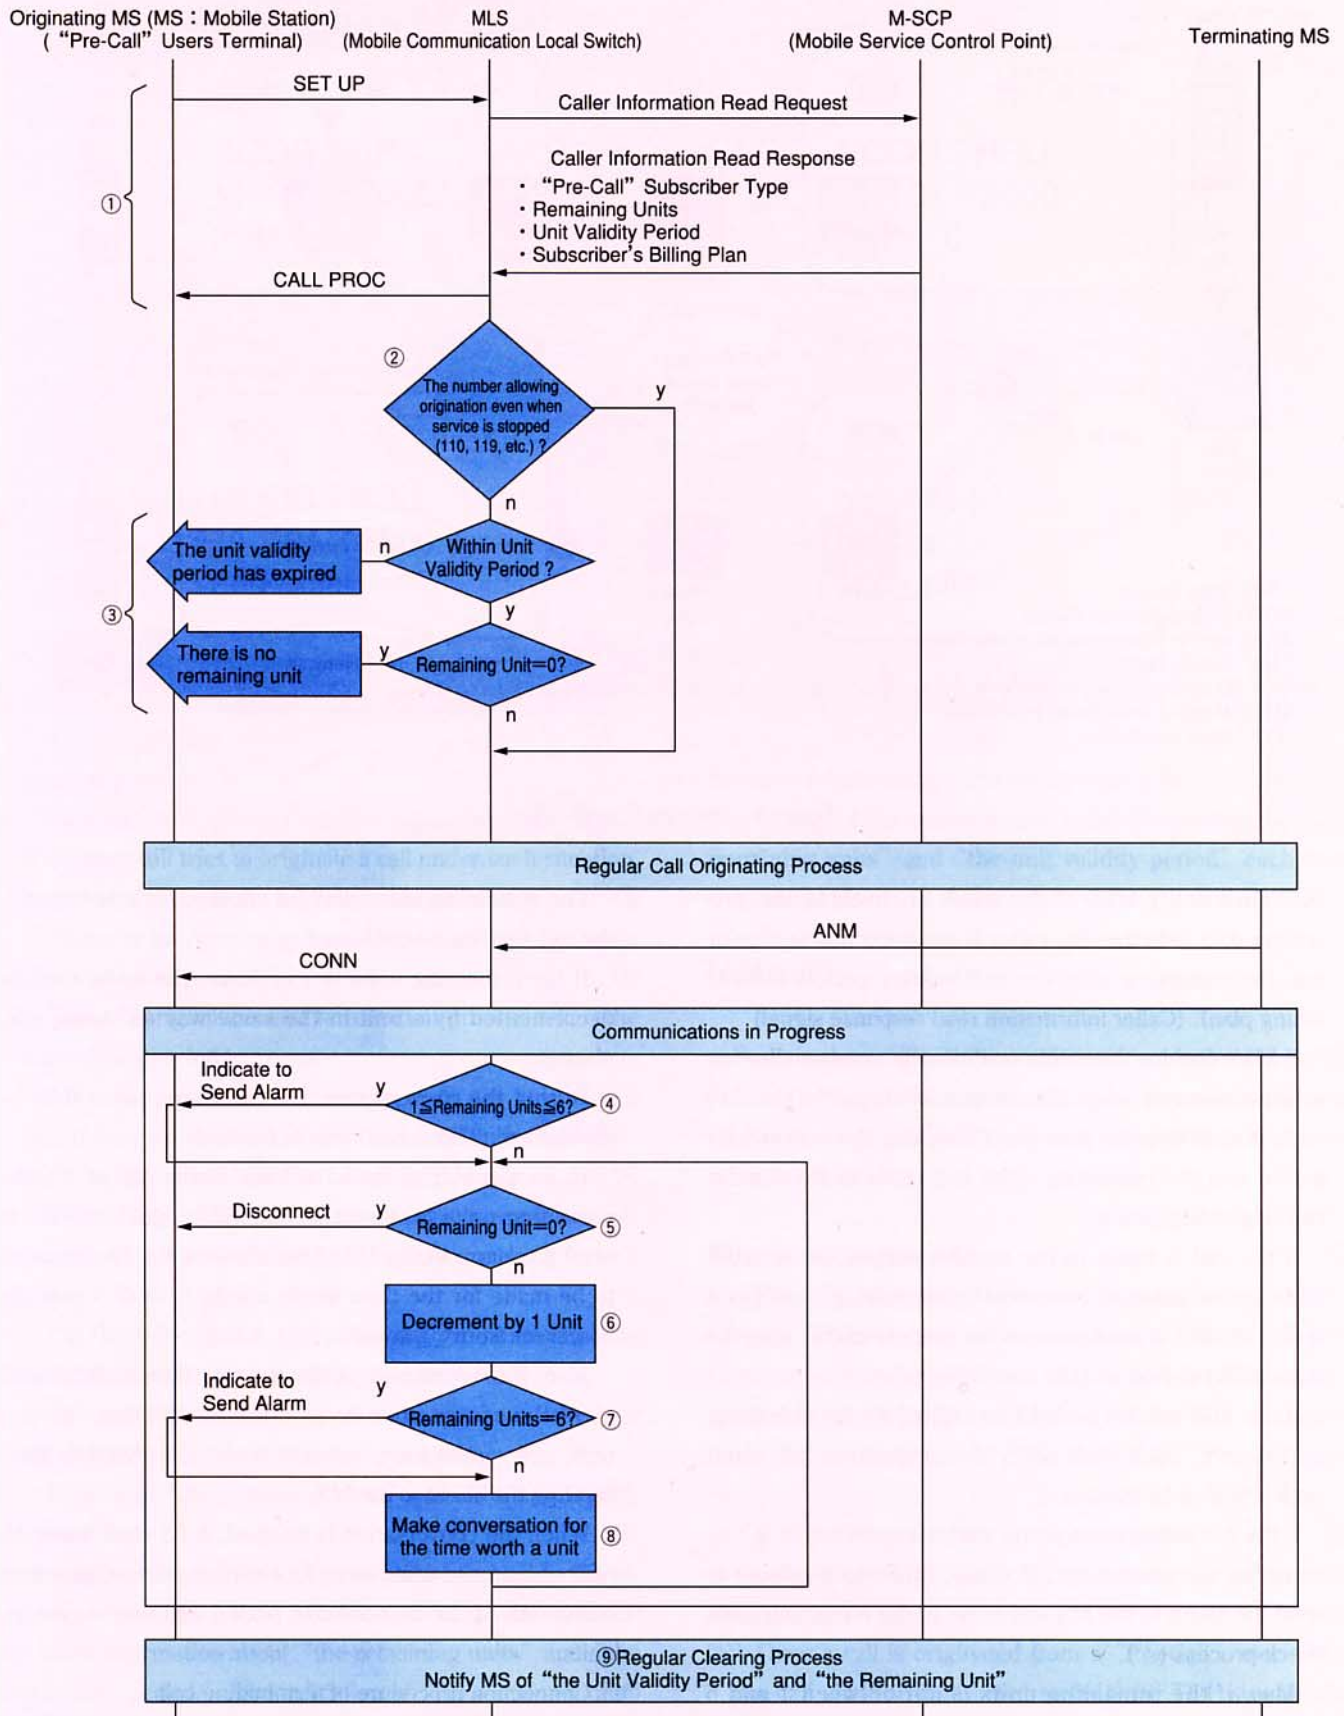 Originating MS (MS：Mobile Station)
( “Pre-Call” Users Terminal)
MLS
(Mobile Communication Local Switch)
M-SCP
(Mobile Service Control Point)
Terminating MS
SET UP
Caller Information Read Request
Caller Information Read Response
・ “Pre-Call” Subscriber Type
・Remaining Units
・Unit Validity Period
・Subscriber’s Billing Plan
①
CALL PROC
②
The number allowing
origination even when
service is stopped
(110, 119, etc.) ?
y
n
The unit validity
period has expired
n
Within Unit
Validity Period ?
③
y
There is no
remaining unit
y
Remaining Unit=0?
n
Regular Call Originating Process
ANM
CONN
Communications in Progress
Indicate to
Send Alarm
y
1≦Remaining Units≦6?
④
n
Disconnect
y
Remaining Unit=0?
⑤
n
Decrement by 1 Unit
⑥
Indicate to
Send Alarm
y
Remaining Units=6?
⑦
n
Make conversation for
the time worth a unit
⑧
⑨Regular Clearing Process
Notify MS of “the Unit Validity Period” and “the Remaining Unit”